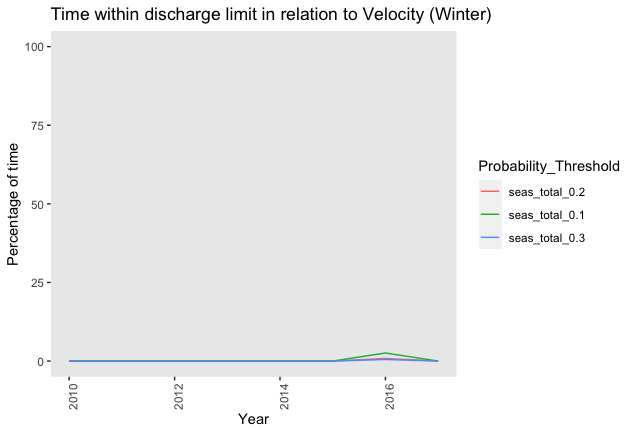 Time within discharge limit in relation to Velocity (Winter)
100
75
50
25
0
Percentage of time
2010
2012
2014
2016
Year
Probability_Threshold
seas_total_0.2
seas_total_0.1
seas_total_0.3